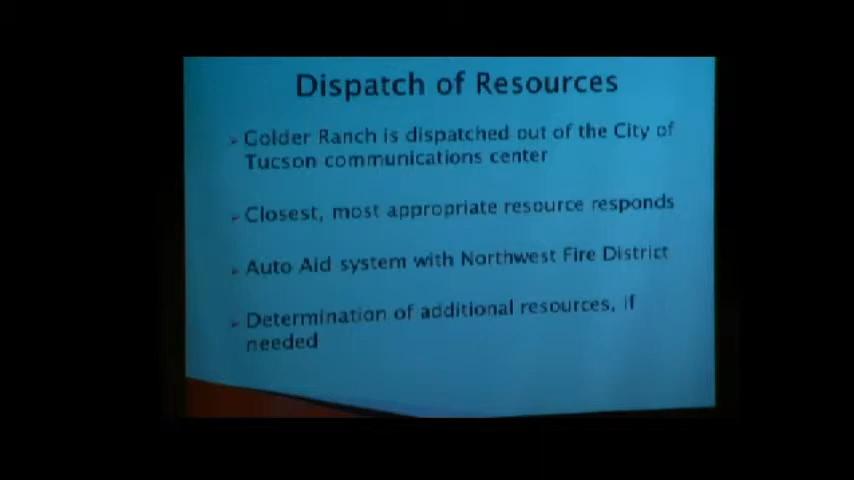 Dispatch of Resources
Golder Ranch is dispatched out of the City of
Tucson communications center
Closest, most appropriate resource responds
Auto Aid system with Northwest Fire District
Determination of additional resources, if
needed